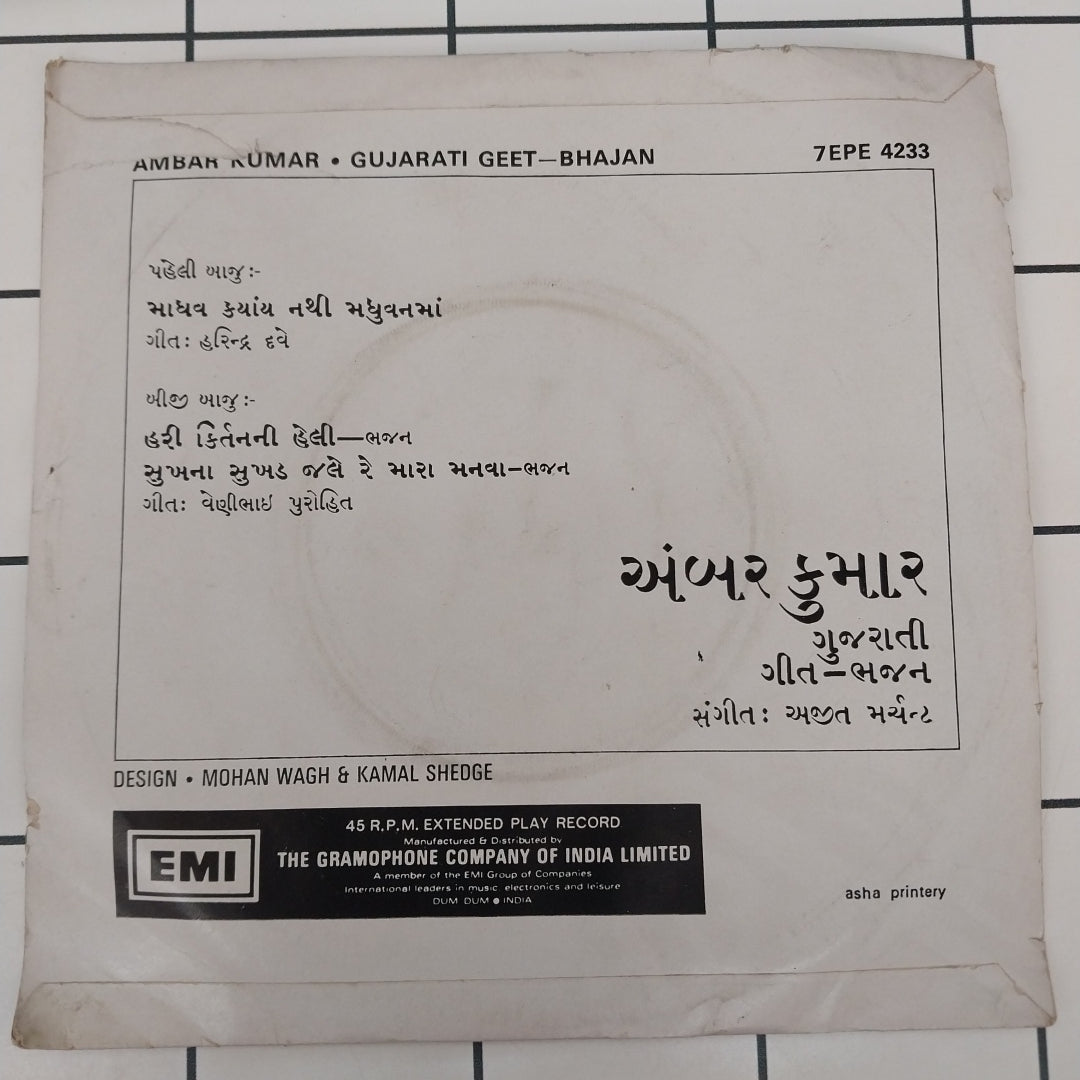 AMBAR KUMAR • GUJARATI GEET—BHAJAN 7EPE 4233
પહેલી બાજુ :-
માધવ કયાંય નથી મધુવનમાં
ગીત: હરિન્દ્ર દવે
બીજી બાજુ :-
હરી કિર્તનની હેલી—ભજન
સુખના સુખડ જલે રે મારા મનવા—ભજન
ગીત: વેણીભાઇ પુરોહિત
અંબર કુમાર
ગુજરાતી
ગીત—ભજન
સંગીત: અજીત મર્ચન્ટ
DESIGN • MOHAN WAGH & KAMAL SHEDGE
EMI
45 R.P.M. EXTENDED PLAY RECORD
Manufactured & Distributed by
THE GRAMOPHONE COMPANY OF INDIA LIMITED
A member of the EMI Group of Companies
International leaders in music, electronics and leisure
DUM DUM ● INDIA
asha printery